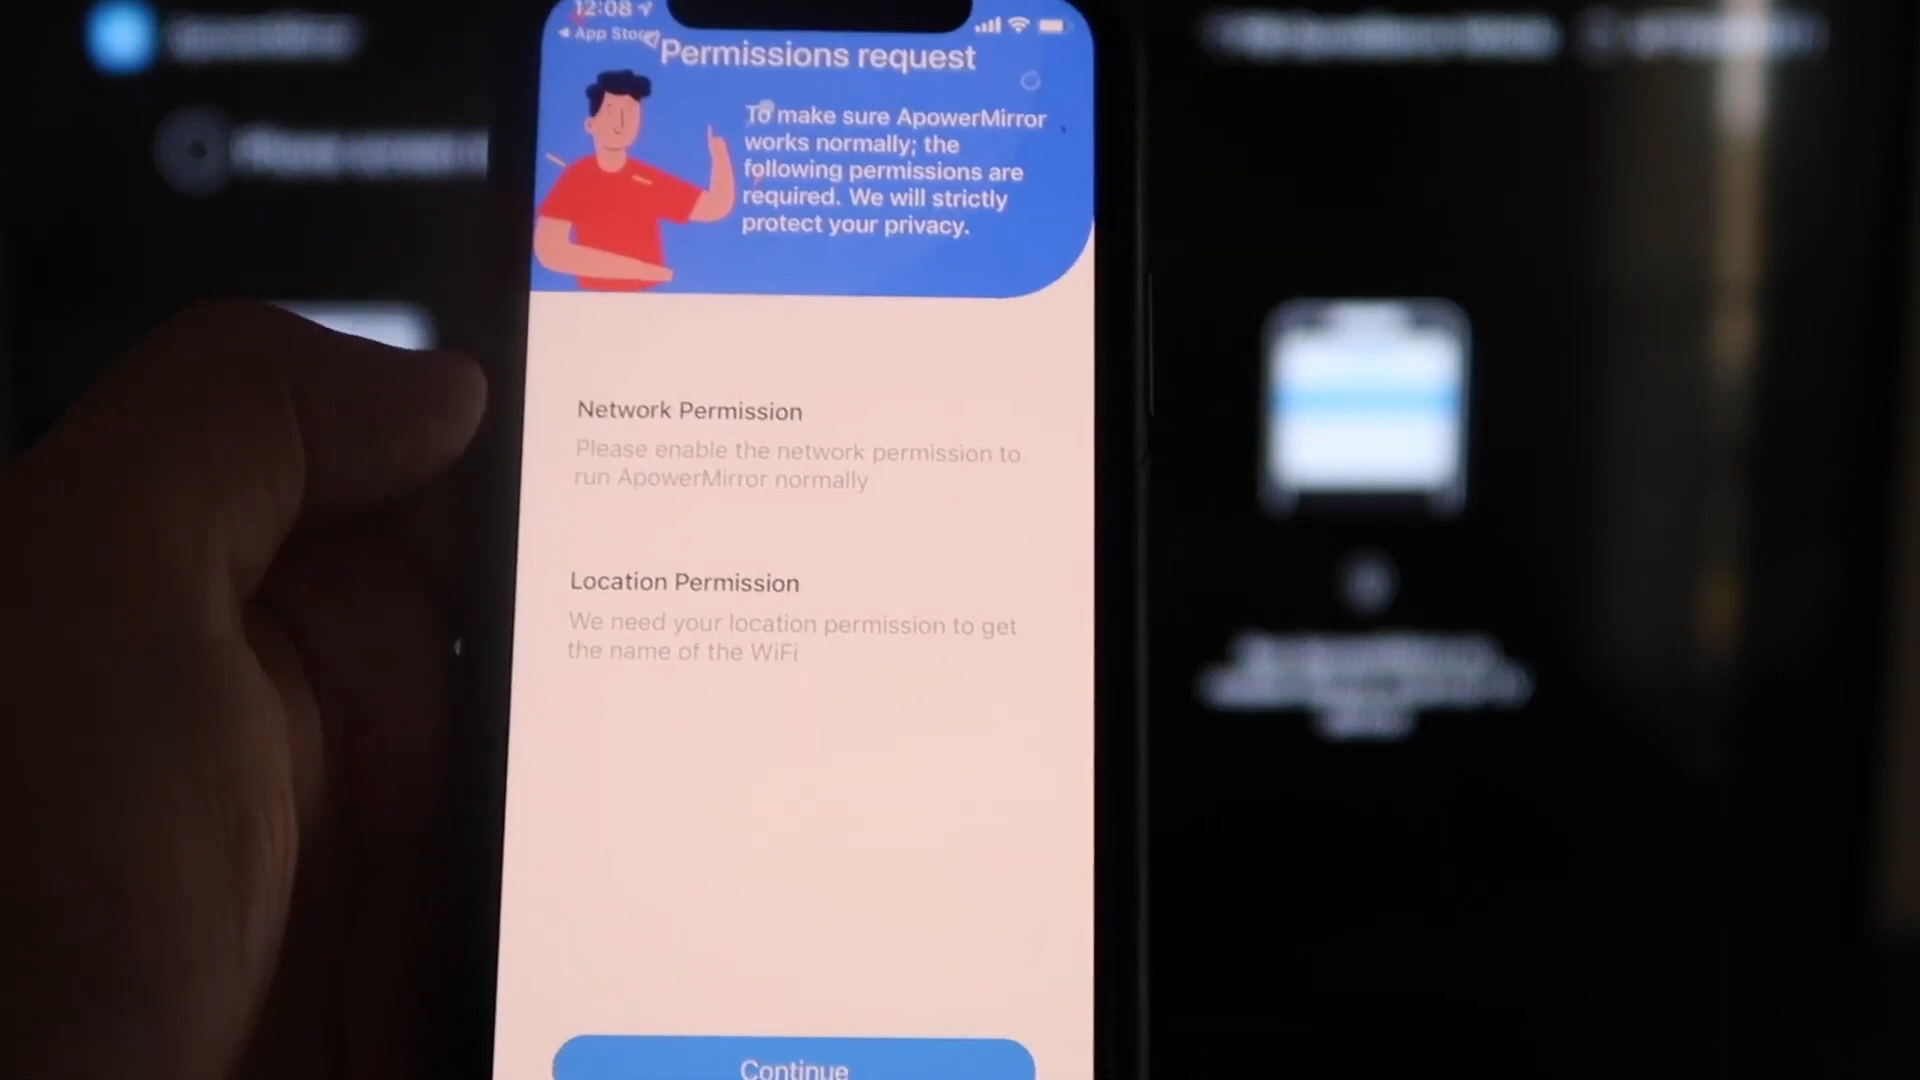 12:08
App Store
Permissions request
To make sure ApowerMirror
works normally; the
following permissions are
required. We will strictly
protect your privacy.
Network Permission
Please enable the network permission to
run ApowerMirror normally
Location Permission
We need your location permission to get
the name of the WiFi
Continue